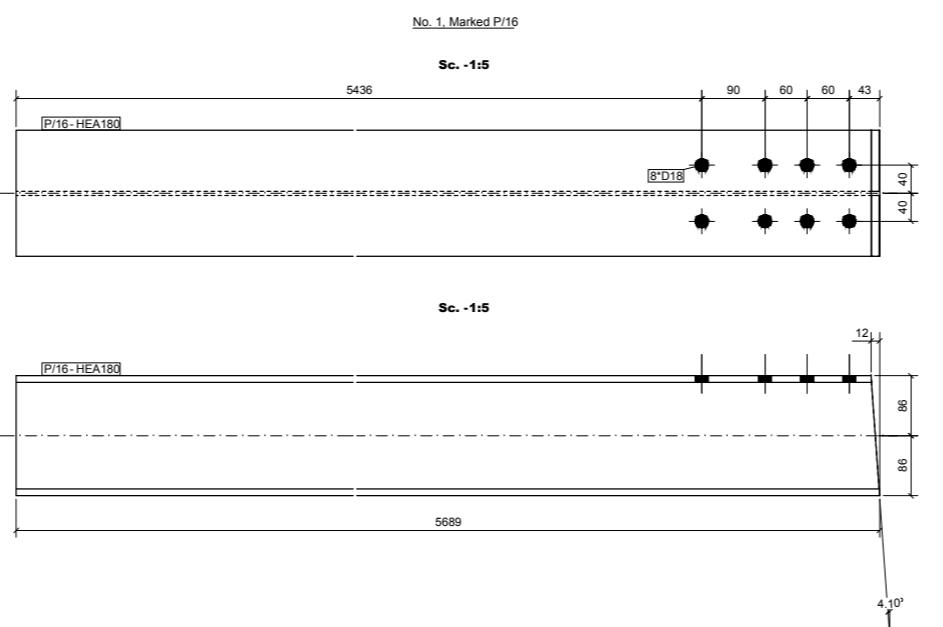 No. 1, Marked P/16
Sc. -1:5
5436 90 60 60 43
P/16- HEA180
8*D18
40
40
Sc. -1:5
12
P/16- HEA180
86
86
5689
4.10°